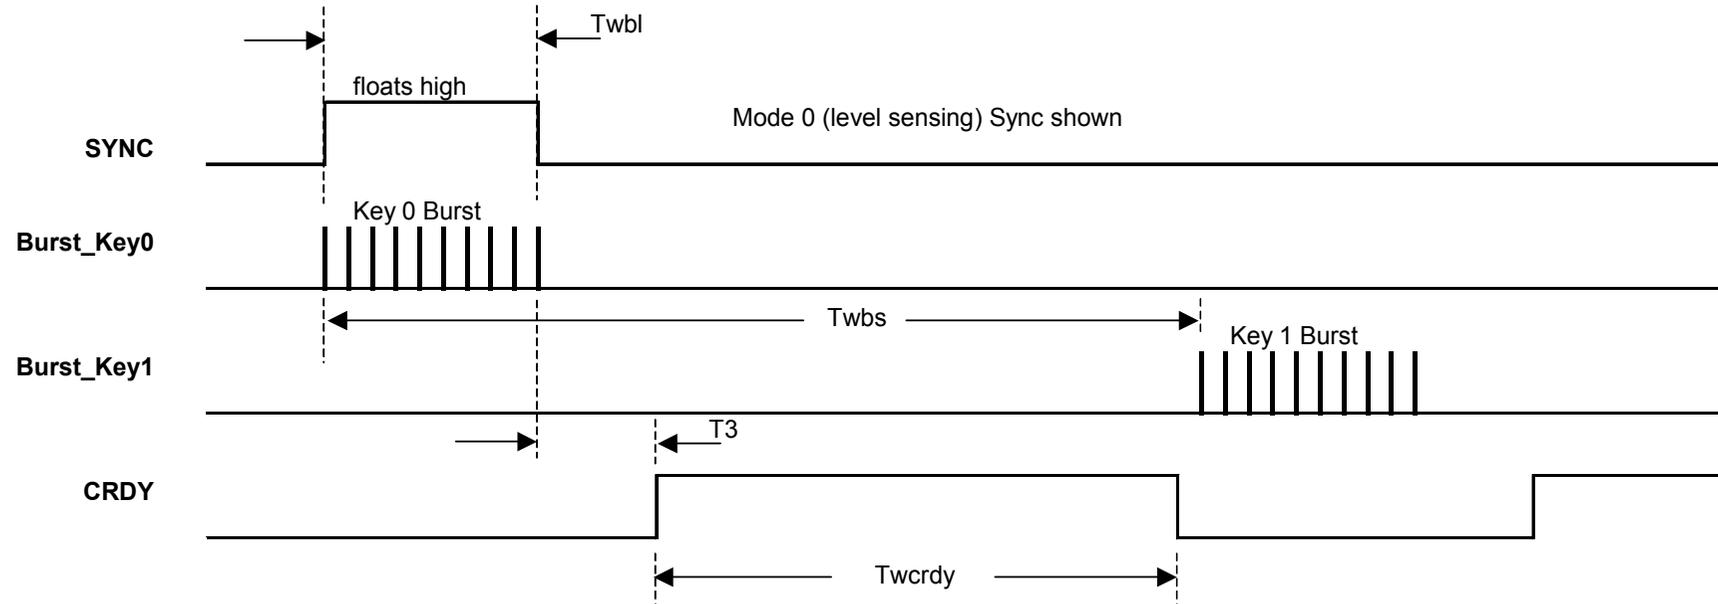 Twbl
floats high
Mode 0 (level sensing) Sync shown
SYNC
Key 0 Burst
Burst_Key0
Twbs
Key 1 Burst
Burst_Key1
T3
CRDY
Twcrdy